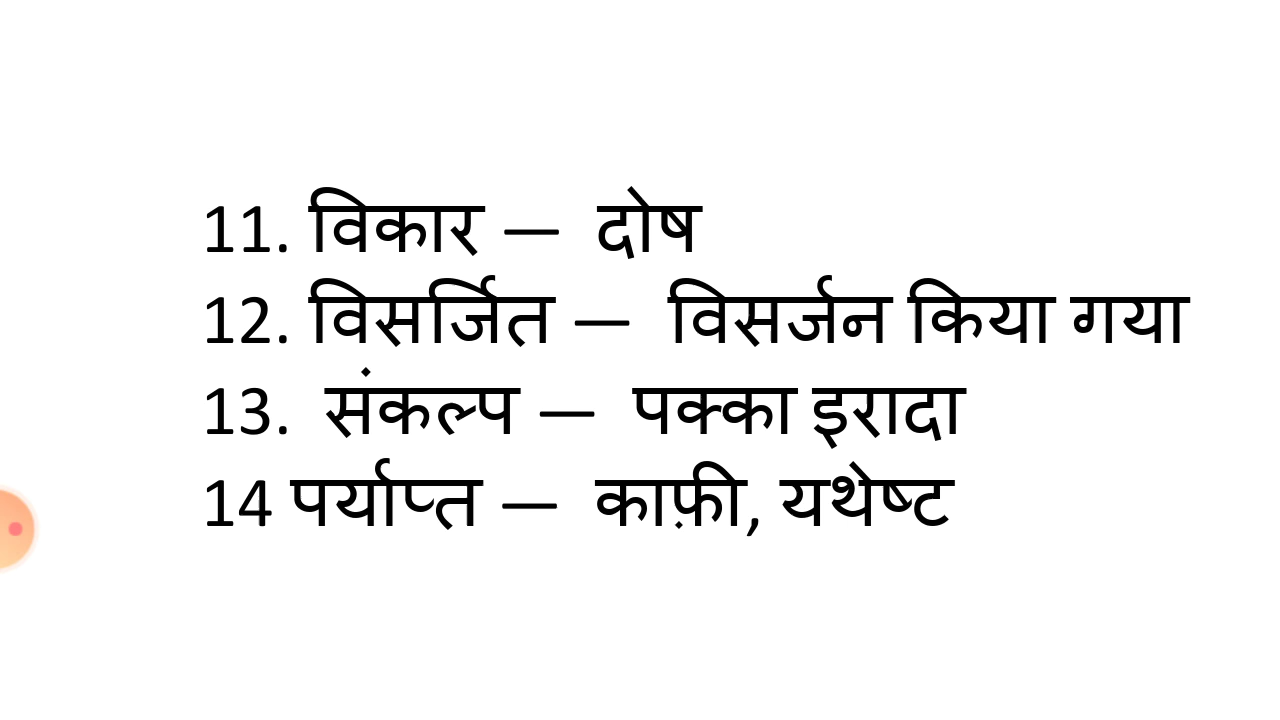 11. विकार — दोष
12. विसर्जित — विसर्जन किया गया
13. संकल्प — पक्का इरादा
14 पर्याप्त — काफ़ी, यथेष्ट